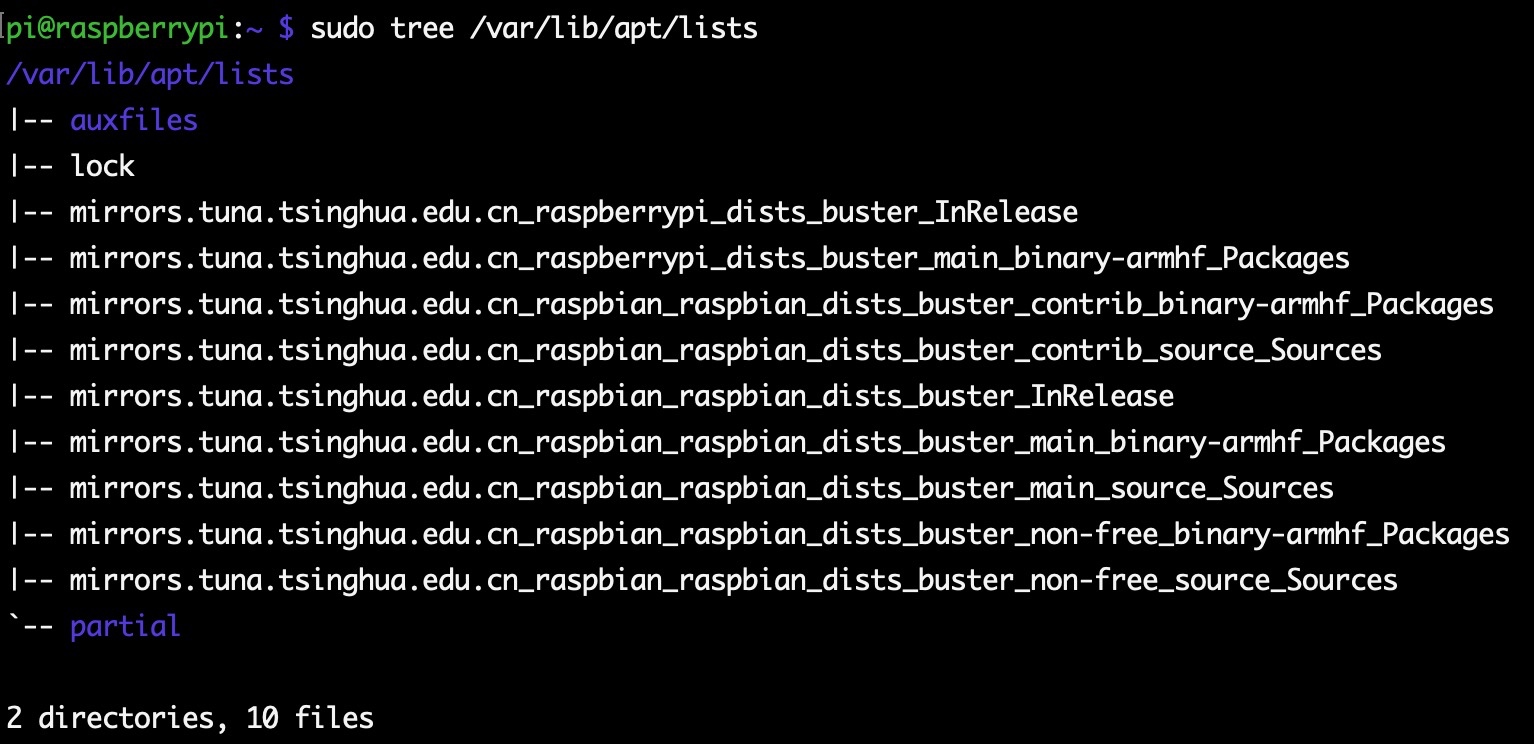 pi@raspberrypi:~ $ sudo tree /var/lib/apt/lists
/var/lib/apt/lists
|-- auxfiles
|-- lock
|-- mirrors.tuna.tsinghua.edu.cn_raspberrypi_dists_buster_InRelease
|-- mirrors.tuna.tsinghua.edu.cn_raspberrypi_dists_buster_main_binary-armhf_Packages
|-- mirrors.tuna.tsinghua.edu.cn_raspbian_raspbian_dists_buster_contrib_binary-armhf_Packages
|-- mirrors.tuna.tsinghua.edu.cn_raspbian_raspbian_dists_buster_contrib_source_Sources
|-- mirrors.tuna.tsinghua.edu.cn_raspbian_raspbian_dists_buster_InRelease
|-- mirrors.tuna.tsinghua.edu.cn_raspbian_raspbian_dists_buster_main_binary-armhf_Packages
|-- mirrors.tuna.tsinghua.edu.cn_raspbian_raspbian_dists_buster_main_source_Sources
|-- mirrors.tuna.tsinghua.edu.cn_raspbian_raspbian_dists_buster_non-free_binary-armhf_Packages
|-- mirrors.tuna.tsinghua.edu.cn_raspbian_raspbian_dists_buster_non-free_source_Sources
`-- partial
2 directories, 10 files